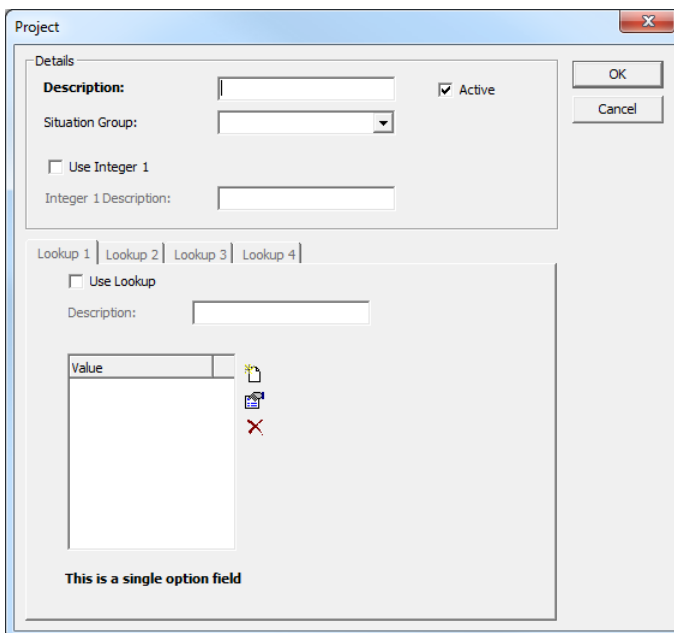 Project
Details
Description:
Active
OK
Situation Group:
Cancel
Use Integer 1
Integer 1 Description:
Lookup 1 Lookup 2 Lookup 3 Lookup 4
Use Lookup
Description:
Value
This is a single option field